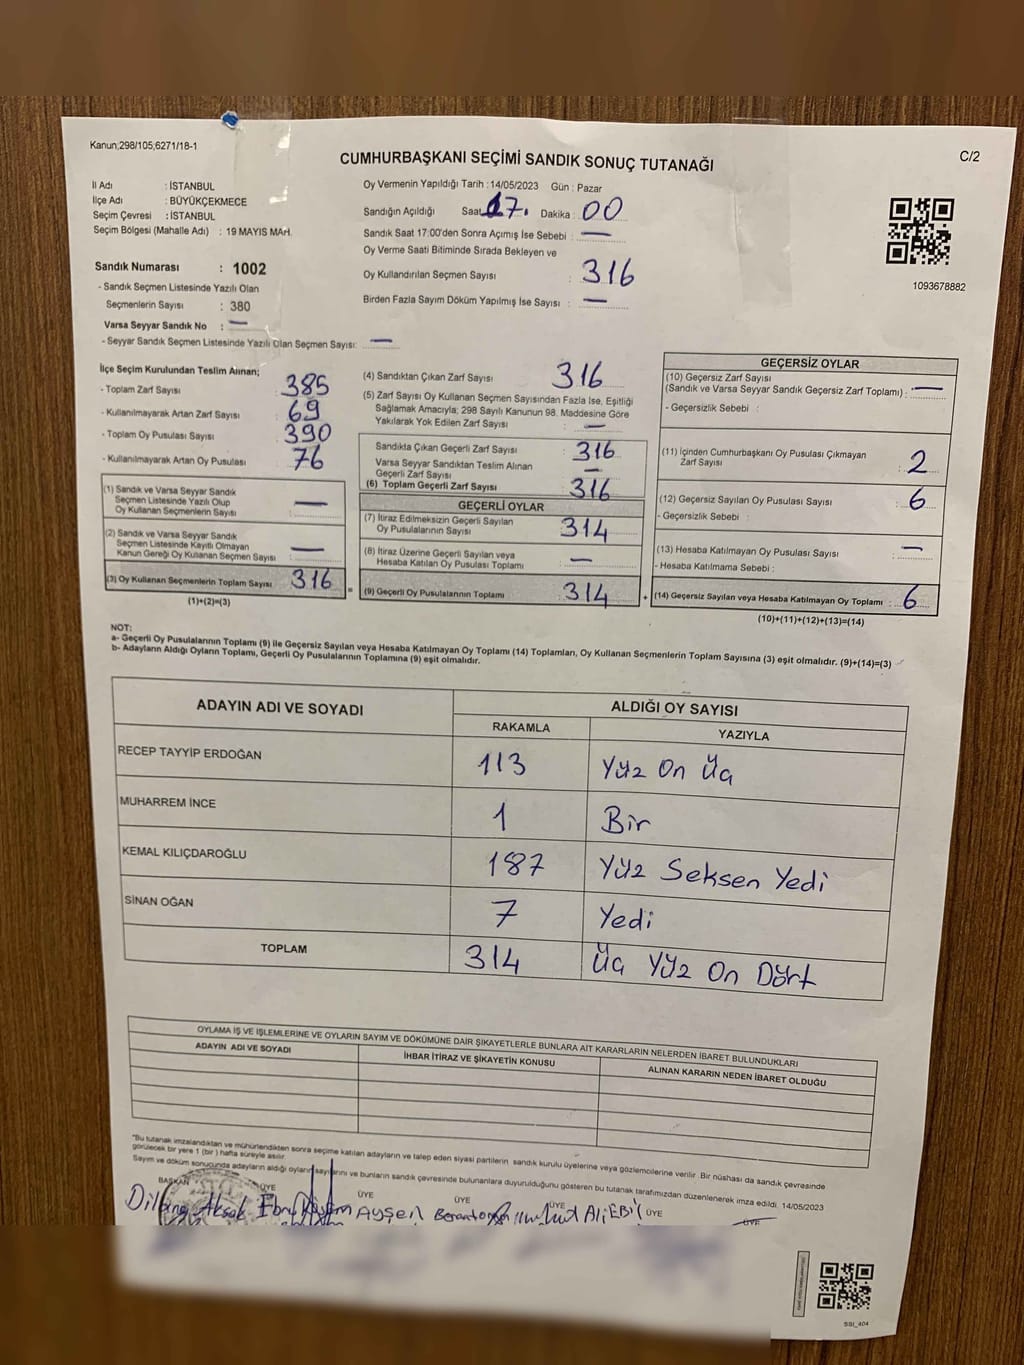 Kanun;298/105;6271/18-1
CUMHURBAŞKANI SEÇİMİ SANDIK SONUÇ TUTANAĞI
C/2
İl Adı : İSTANBUL
İlçe Adı : BÜYÜKÇEKMECE
Seçim Çevresi : İSTANBUL
Seçim Bölgesi (Mahalle Adı) : 19 MAYIS MAH.
Sandık Numarası : 1002
- Sandık Seçmen Listesinde Yazılı Olan
Seçmenlerin Sayısı : 380
Varsa Seyyar Sandık No : —
- Seyyar Sandık Seçmen Listesinde Yazılı Olan Seçmen Sayısı: —
Oy Vermenin Yapıldığı Tarih : 14/05/2023 Gün : Pazar
Sandığın Açıldığı Saat 17. Dakika : 00
Sandık Saat 17:00'den Sonra Açımış İse Sebebi : —
Oy Verme Saati Bitiminde Sırada Bekleyen ve
Oy Kullandırılan Seçmen Sayısı : 316
Birden Fazla Sayım Döküm Yapılmış İse Sayısı : —
1093678882
İlçe Seçim Kurulundan Teslim Alınan;
- Toplam Zarf Sayısı : 385
- Kullanılmayarak Artan Zarf Sayısı : 69
- Toplam Oy Pusulası Sayısı : 390
- Kullanılmayarak Artan Oy Pusulası : 76
(1) Sandık ve Varsa Seyyar Sandık
Seçmen Listesinde Yazılı Olup
Oy Kullanan Seçmenlerin Sayısı : —
(2) Sandık ve Varsa Seyyar Sandık
Seçmen Listesinde Kayıtlı Olmayan
Kanun Gereği Oy Kullanan Seçmen Sayısı : —
(3) Oy Kullanan Seçmenlerin Toplam Sayısı : 316
(1)+(2)=(3)
(4) Sandıktan Çıkan Zarf Sayısı : 316
(5) Zarf Sayısı Oy Kullanan Seçmen Sayısından Fazla İse, Eşitliği
Sağlamak Amacıyla; 298 Sayılı Kanunun 98. Maddesine Göre
Yakılarak Yok Edilen Zarf Sayısı : —
Sandıkta Çıkan Geçerli Zarf Sayısı : 316
Varsa Seyyar Sandıktan Teslim Alınan
Geçerli Zarf Sayısı : —
(6) Toplam Geçerli Zarf Sayısı : 316
GEÇERLİ OYLAR
(7) İtiraz Edilmeksizin Geçerli Sayılan
Oy Pusulalarının Sayısı : 314
(8) İtiraz Üzerine Geçerli Sayılan veya
Hesaba Katılan Oy Pusulası Toplamı : —
= (9) Geçerli Oy Pusulalarının Toplamı : 314
GEÇERSİZ OYLAR
(10) Geçersiz Zarf Sayısı
(Sandık ve Varsa Seyyar Sandık Geçersiz Zarf Toplamı) : —
- Geçersizlik Sebebi :
(11) İçinden Cumhurbaşkanı Oy Pusulası Çıkmayan
Zarf Sayısı : 2
(12) Geçersiz Sayılan Oy Pusulası Sayısı : 6
- Geçersizlik Sebebi :
(13) Hesaba Katılmayan Oy Pusulası Sayısı : —
- Hesaba Katılmama Sebebi :
+ (14) Geçersiz Sayılan veya Hesaba Katılmayan Oy Toplamı : 6
(10)+(11)+(12)+(13)=(14)
NOT:
a- Geçerli Oy Pusulalarının Toplamı (9) ile Geçersiz Sayılan veya Hesaba Katılmayan Oy Toplamı (14) Toplamları, Oy Kullanan Seçmenlerin Toplam Sayısına (3) eşit olmalıdır. (9)+(14)=(3)
b- Adayların Aldığı Oyların Toplamı, Geçerli Oy Pusulalarının Toplamına (9) eşit olmalıdır.
ADAYIN ADI VE SOYADI
ALDIĞI OY SAYISI
RAKAMLA YAZIYLA
RECEP TAYYİP ERDOĞAN 113 Yüz On Üç
MUHARREM İNCE 1 Bir
KEMAL KILIÇDAROĞLU 187 Yüz Seksen Yedi
SİNAN OĞAN 7 Yedi
TOPLAM 314 Üç Yüz On Dört
OYLAMA İŞ VE İŞLEMLERİNE VE OYLARIN SAYIM VE DÖKÜMÜNE DAİR ŞİKAYETLERLE BUNLARA AİT KARARLARIN NELERDEN İBARET BULUNDUKLARI
ADAYIN ADI VE SOYADI İHBAR İTİRAZ VE ŞİKAYETİN KONUSU ALINAN KARARIN NEDEN İBARET OLDUĞU
"Bu tutanak imzalandıktan ve mühürlendikten sonra seçime katılan adayların ve talep eden siyasi partilerin sandık kurulu üyelerine veya gözlemcilerine verilir. Bir nüshası da sandık çevresinde
görülecek bir yere 1 (bir) hafta süreyle asılır.
Sayım ve döküm sonucunda adayların aldığı oyların sayılarını ve bunların sandık çevresinde bulunanlara duyurulduğunu gösteren bu tutanak tarafımızdan düzenlenerek imza edildi. 14/05/2023
BAŞKAN ÜYE ÜYE ÜYE ÜYE ÜYE ÜYE
Aksak Ebru AYŞEN Ali EBİL
SSI_404